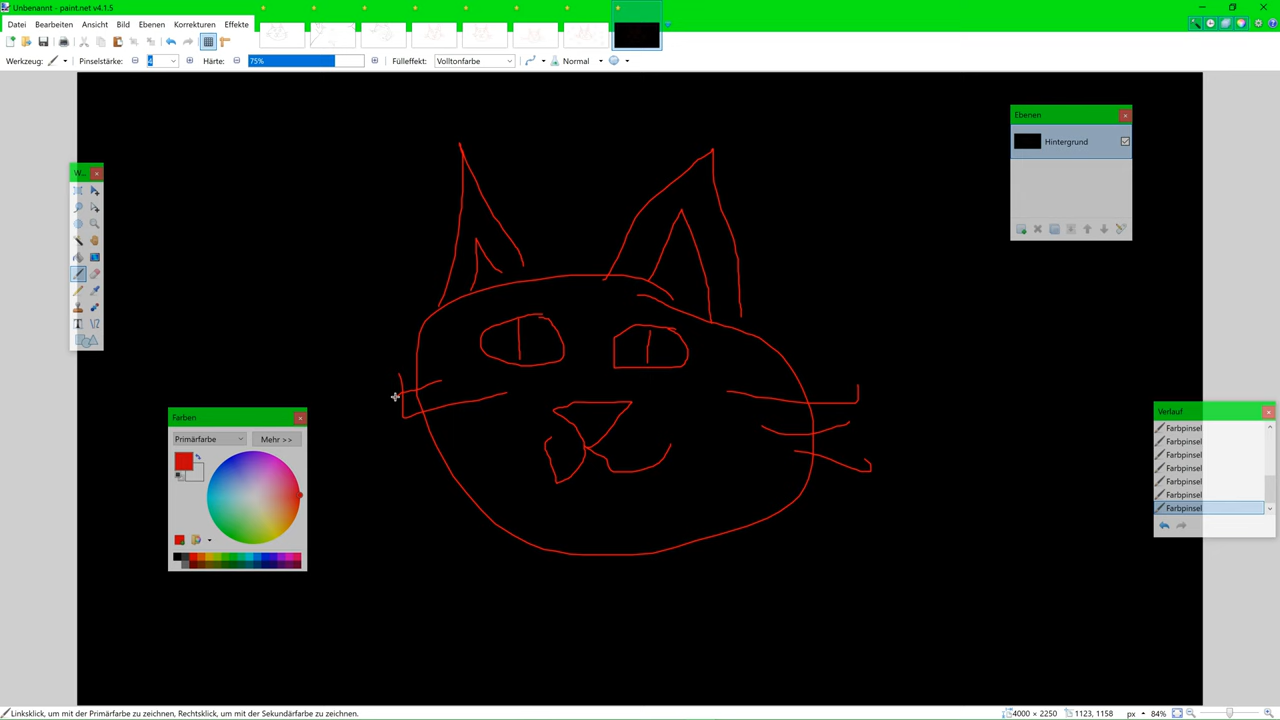 Unbenannt - paint.net v4.1.5
Datei Bearbeiten Ansicht Bild Ebenen Korrekturen Effekte
Werkzeug: Pinselstärke: 4 Härte: 75% Fülleffekt: Volltonfarbe Normal
Ebenen
Hintergrund
W...
Farben
Primärfarbe Mehr >>
Verlauf
Farbpinsel
Farbpinsel
Farbpinsel
Farbpinsel
Farbpinsel
Farbpinsel
Farbpinsel
Linksklick, um mit der Primärfarbe zu zeichnen, Rechtsklick, um mit der Sekundärfarbe zu zeichnen. 4000 × 2250 1123, 1158 px 84%